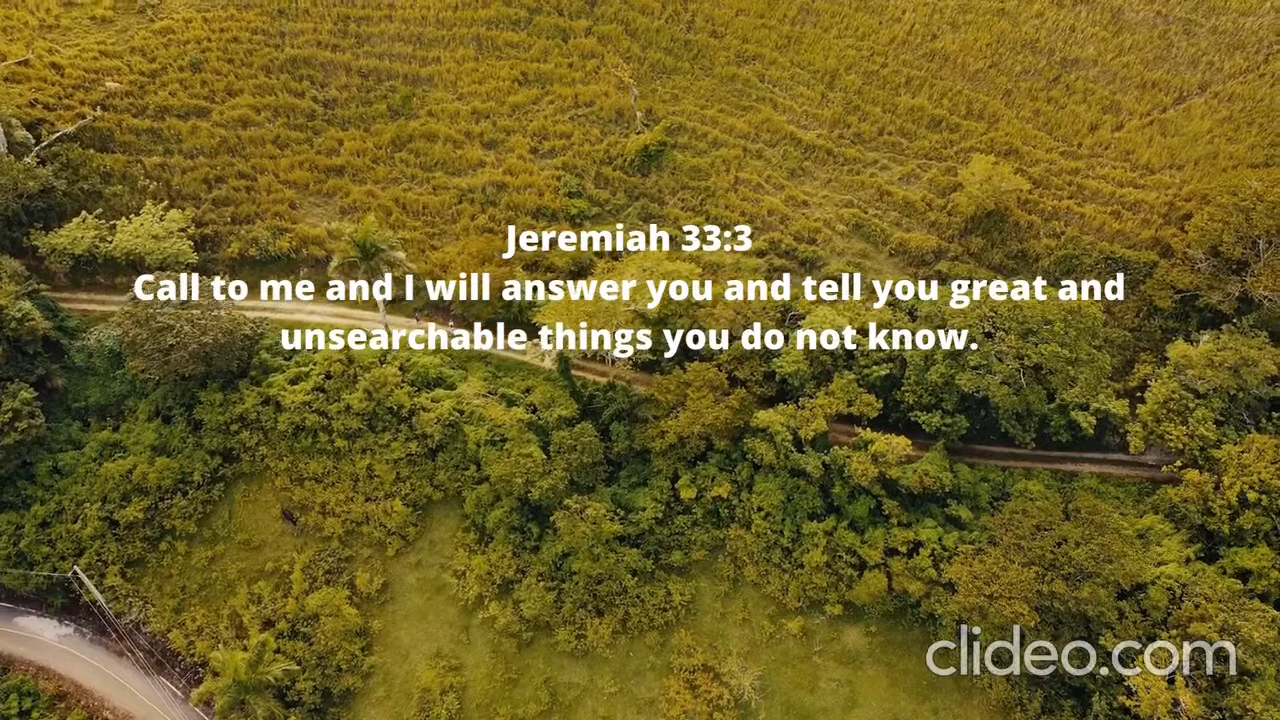 Jeremiah 33:3
Call to me and I will answer you and tell you great and
unsearchable things you do not know.
clideo.com